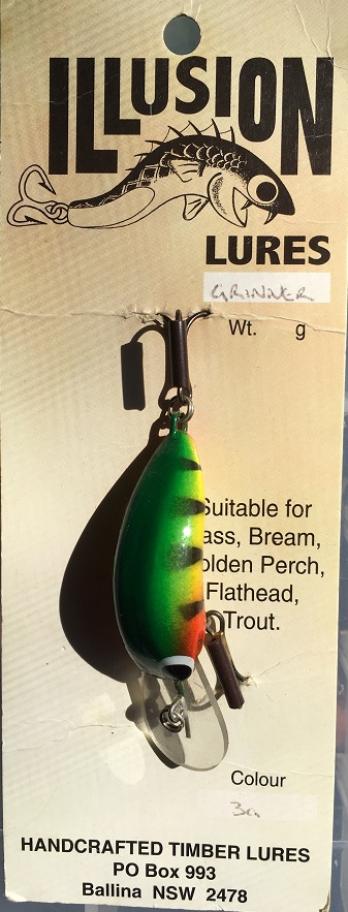 ILLUSION
LURES
GRINNER
Wt. g
Suitable for
ass, Bream,
olden Perch,
Flathead,
Trout.
Colour
HANDCRAFTED TIMBER LURES
PO Box 993
Ballina NSW 2478